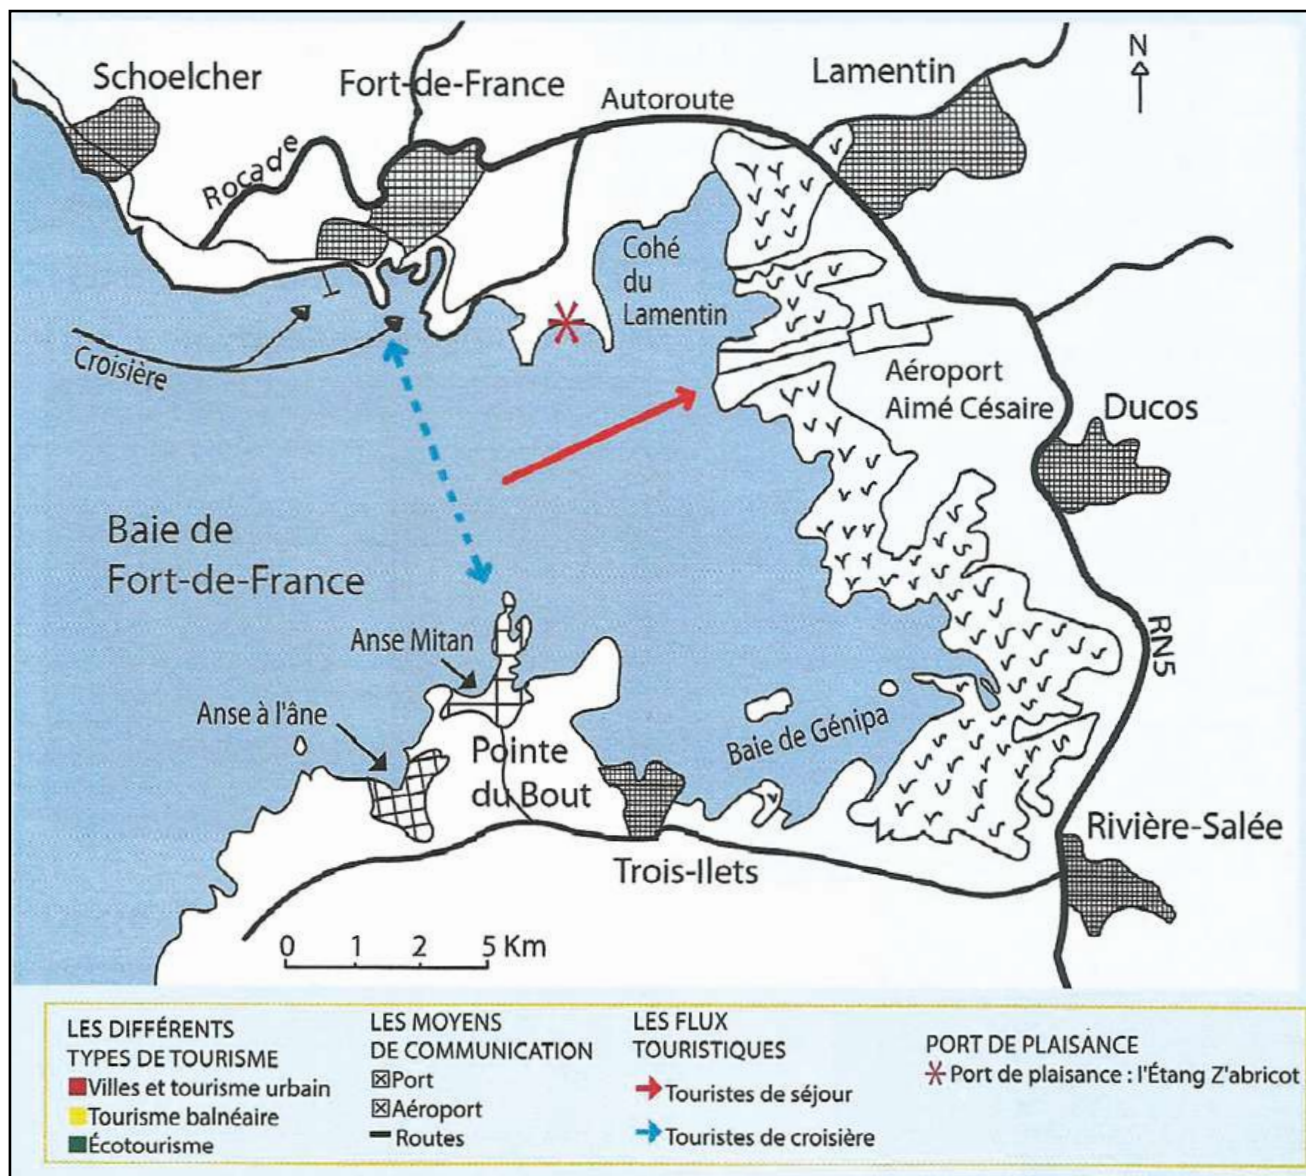 Schoelcher
Fort-de-France
Lamentin
N
Autoroute
Rocade
Cohé
du
Lamentin
Croisière
Aéroport
Aimé Césaire
Ducos
Baie de
Fort-de-France
Anse Mitan
RN5
Anse à l'âne
Baie de Génipa
Pointe
du Bout
Rivière-Salée
Trois-Ilets
0 1 2 5 Km
LES DIFFÉRENTS
TYPES DE TOURISME
Villes et tourisme urbain
Tourisme balnéaire
Écotourisme
LES MOYENS
DE COMMUNICATION
Port
Aéroport
Routes
LES FLUX
TOURISTIQUES
Touristes de séjour
Touristes de croisière
PORT DE PLAISANCE
Port de plaisance : l'Étang Z'abricot